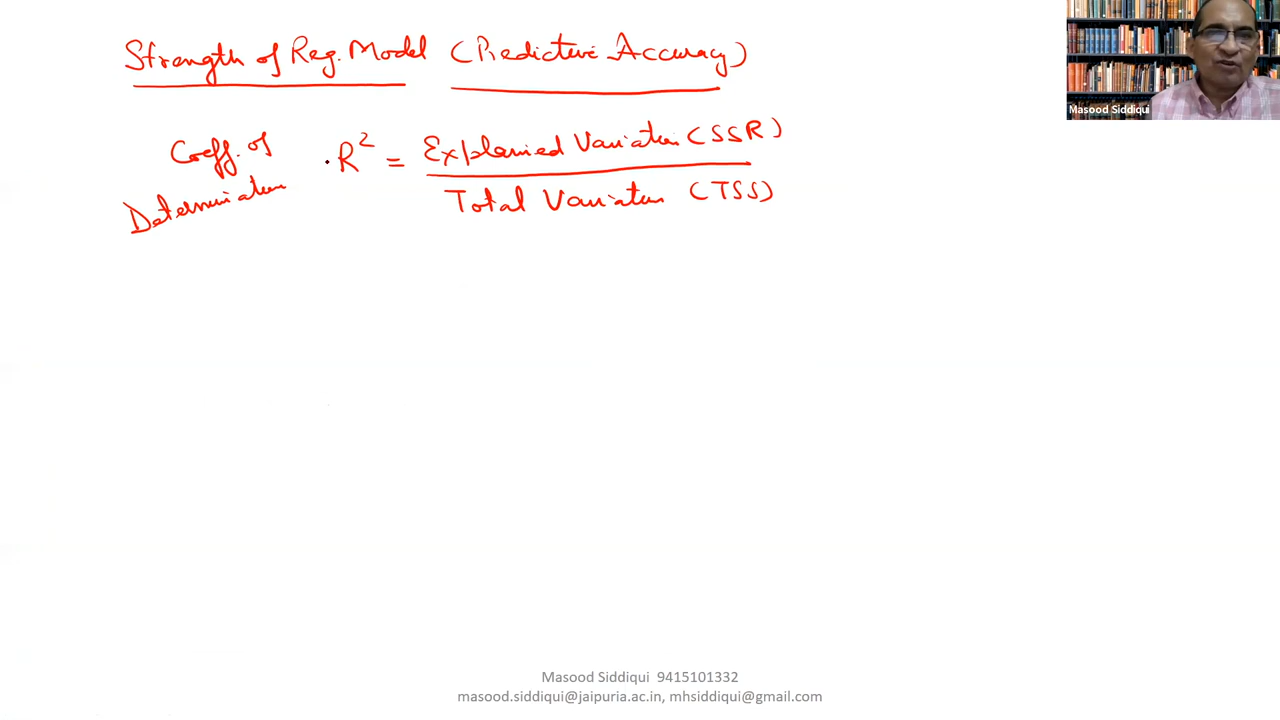 Strength of Reg. Model (Predictive Accuracy)
Coeff. of
Determination
R² = Explained Variation (SSR)
Total Variation (TSS)
Masood Siddiqui
Masood Siddiqui 9415101332
masood.siddiqui@jaipuria.ac.in, mhsiddiqui@gmail.com